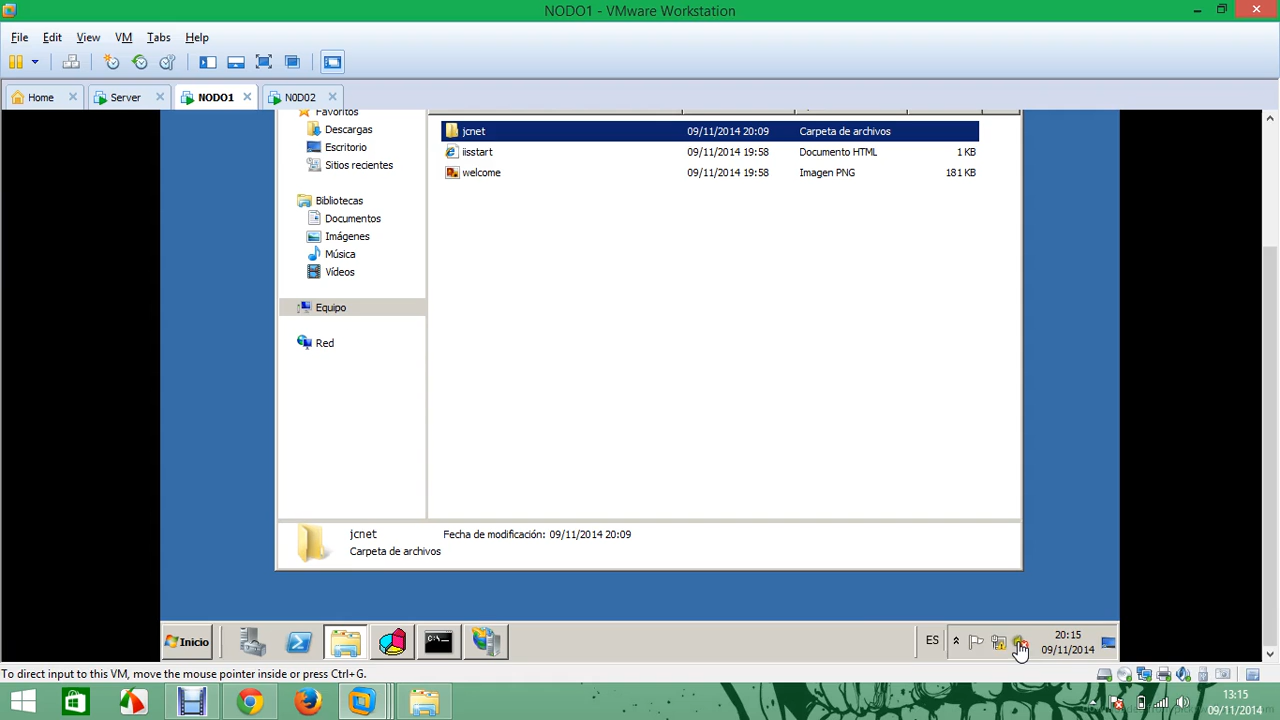 NODO1 - VMware Workstation
File Edit View VM Tabs Help
Home Server NODO1 NODO2
Favoritos
Descargas
Escritorio
Sitios recientes
Bibliotecas
Documentos
Imágenes
Música
Vídeos
Equipo
Red
jcnet 09/11/2014 20:09 Carpeta de archivos
iisstart 09/11/2014 19:58 Documento HTML 1 KB
welcome 09/11/2014 19:58 Imagen PNG 181 KB
jcnet Fecha de modificación: 09/11/2014 20:09
Carpeta de archivos
Inicio
ES
20:15
09/11/2014
To direct input to this VM, move the mouse pointer inside or press Ctrl+G.
13:15
09/11/2014